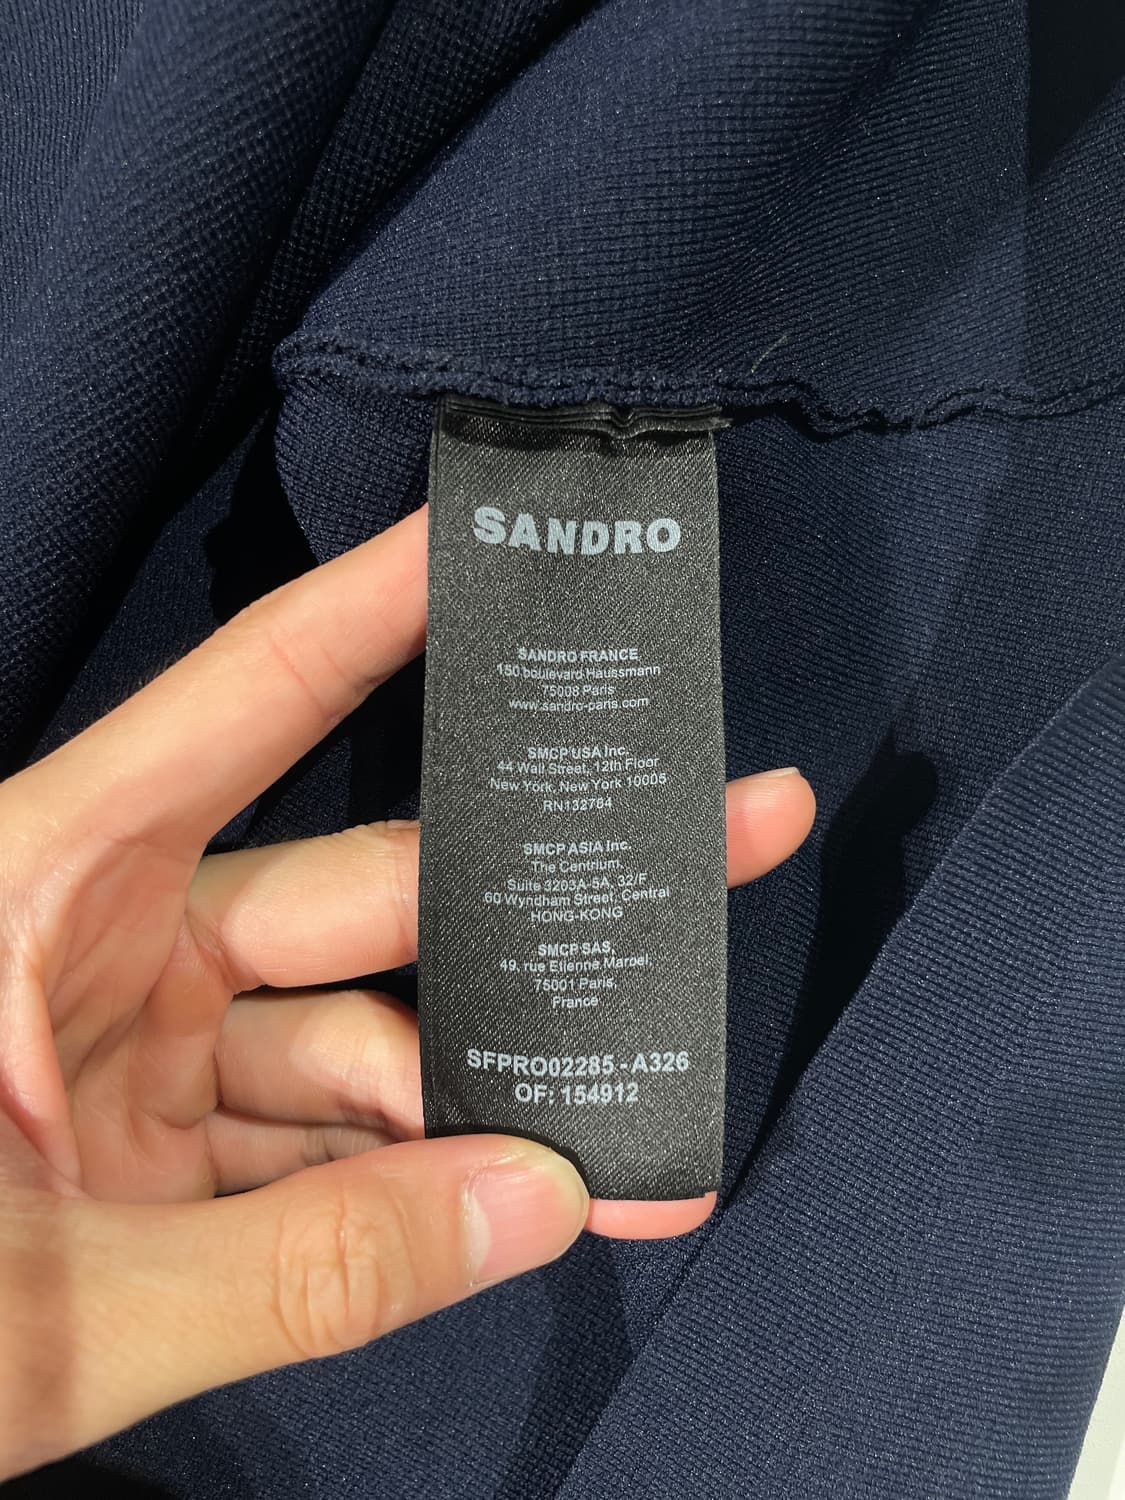 SANDRO
SANDRO FRANCE
150 boulevard Haussmann
75008 Paris
www.sandro-paris.com
SMCP USA Inc.
44 Wall Street, 12th Floor
New York, New York 10005
RN132784
SMCP ASIA Inc.
The Centrium,
Suite 3203A-5A, 32/F
60 Wyndham Street, Central
HONG-KONG
SMCP SAS,
49, rue Etienne Marcel,
75001 Paris,
France
SFPRO02285 - A326
OF: 154912